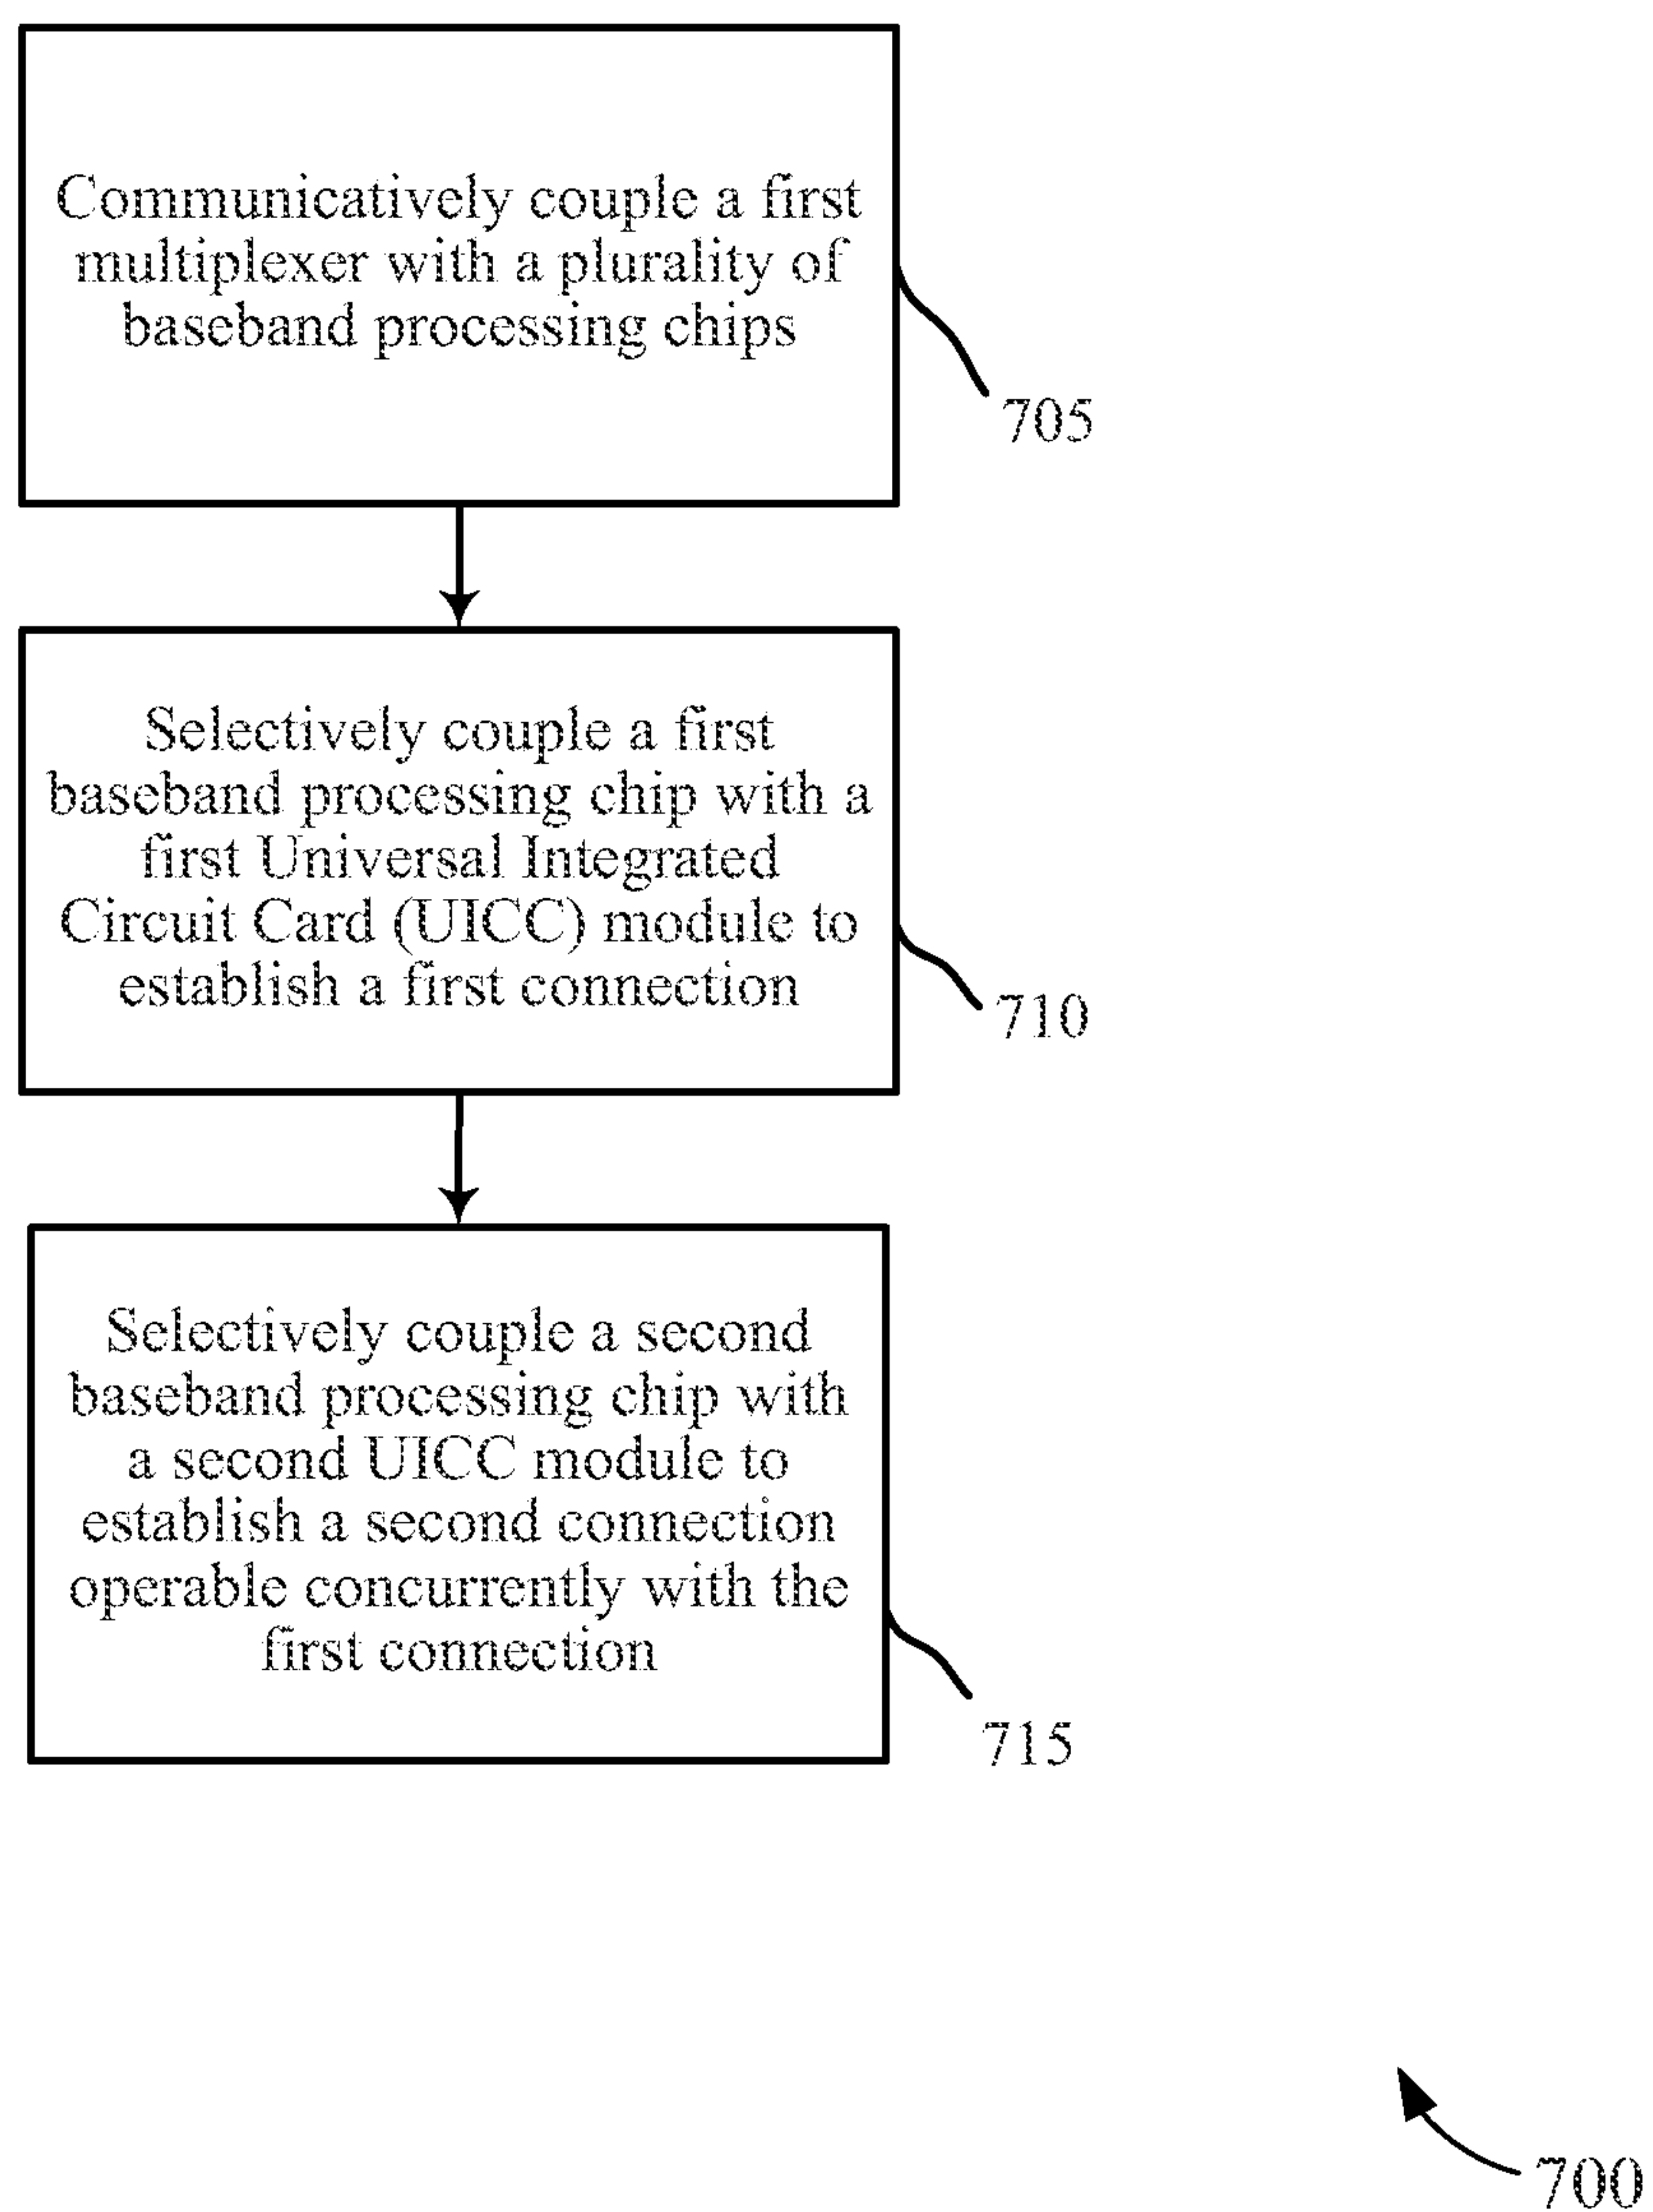 Communicatively couple a first
multiplexer with a plurality of
baseband processing chips
705
Selectively couple a first
baseband processing chip with a
first Universal Integrated
Circuit Card (UICC) module to
establish a first connection
710
Selectively couple a second
baseband processing chip with
a second UICC module to
establish a second connection
operable concurrently with the
first connection
715
700